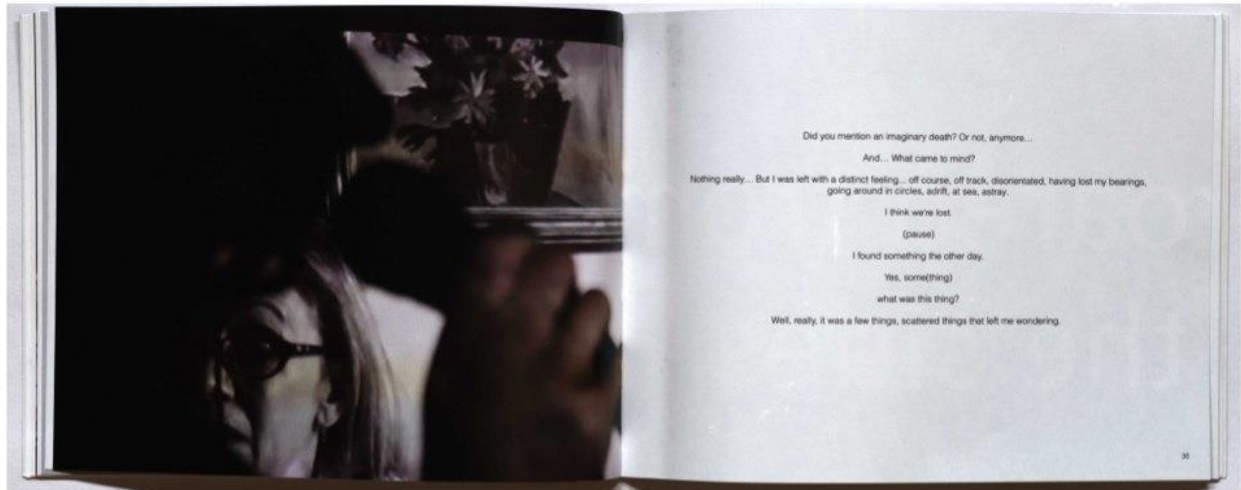 Did you mention an imaginary death? Or not, anymore...
And... What came to mind?
Nothing really... But I was left with a distinct feeling... off course, off track, disorientated, having lost my bearings,
going around in circles, adrift, at sea, astray.
I think we're lost.
(pause)
I found something the other day.
Yes, some(thing)
what was this thing?
Well, really, it was a few things, scattered things that left me wondering.